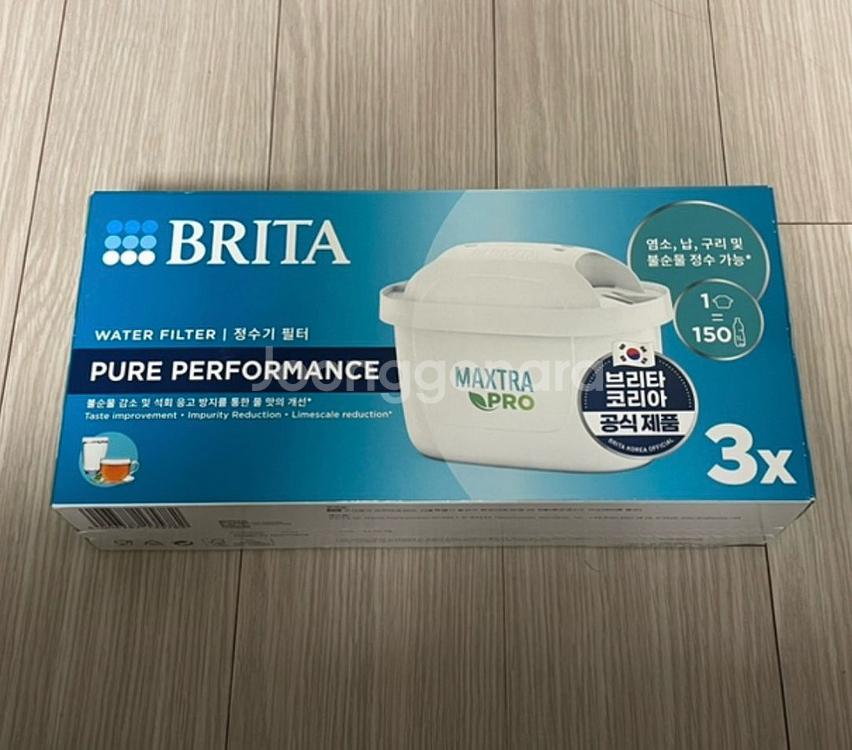 BRITA
염소, 납, 구리 및
불순물 정수 가능*
1 =
150
WATER FILTER | 정수기 필터
PURE PERFORMANCE
불순물 감소 및 석회 응고 방지를 통한 물 맛의 개선*
Taste improvement • Impurity Reduction • Limescale reduction*
MAXTRA
PRO
브리타
코리아
공식 제품
BRITA KOREA OFFICIAL
3x
Joonggonara